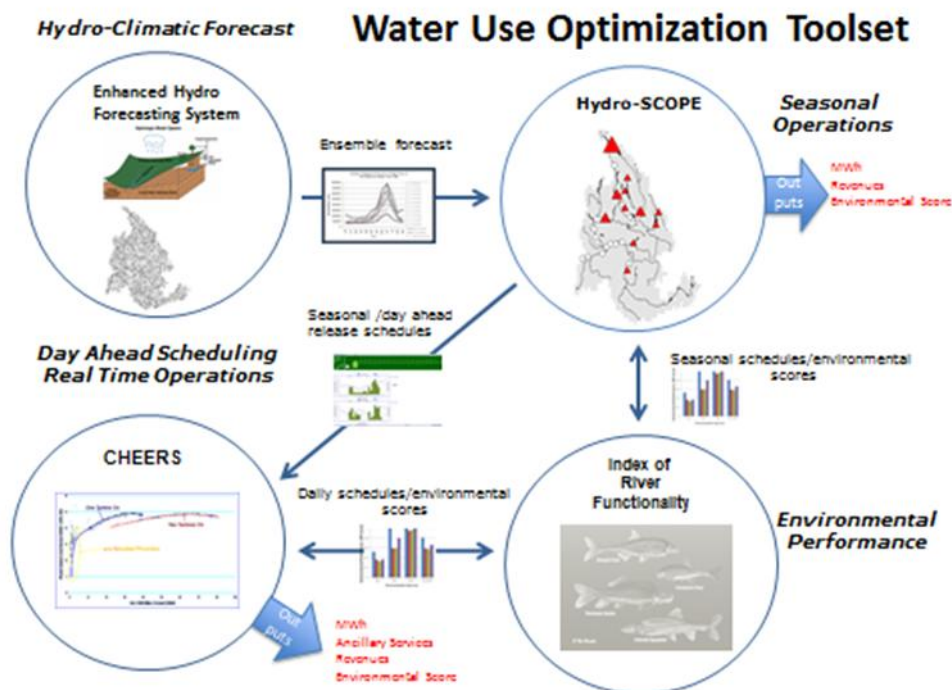 Hydro-Climatic Forecast
Water Use Optimization Toolset
Enhanced Hydro
Forecasting System
Ensemble forecast
Hydro-SCOPE
Seasonal
Operations
Out
puts
MWh
Revenues
Environmental Score
Seasonal /day ahead
release schedules
Day Ahead Scheduling
Real Time Operations
Seasonal schedules/environmental
scores
CHEERS
Daily schedules/environmental
scores
Index of
River
Functionality
Environmental
Performance
Out
puts
MWh
Ancillary Services
Revenues
Environmental Score